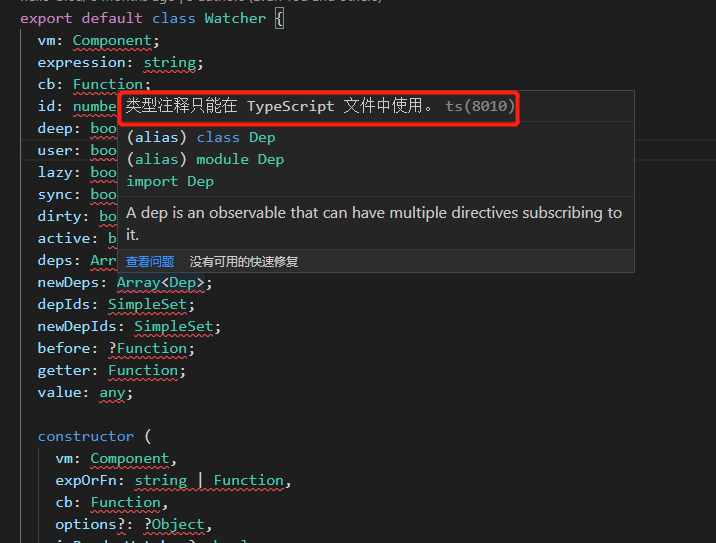 export default class Watcher {
vm: Component;
expression: string;
cb: Function;
id: numbe
deep: boo
user: boo
lazy: boo
sync: boo
dirty: bo
active: b
deps: Arr
类型注释只能在 TypeScript 文件中使用。 ts(8010)
(alias) class Dep
(alias) module Dep
import Dep
A dep is an observable that can have multiple directives subscribing to
it.
查看问题 没有可用的快速修复
newDeps: Array<Dep>;
depIds: SimpleSet;
newDepIds: SimpleSet;
before: ?Function;
getter: Function;
value: any;
constructor (
vm: Component,
expOrFn: string | Function,
cb: Function,
options?: ?Object,